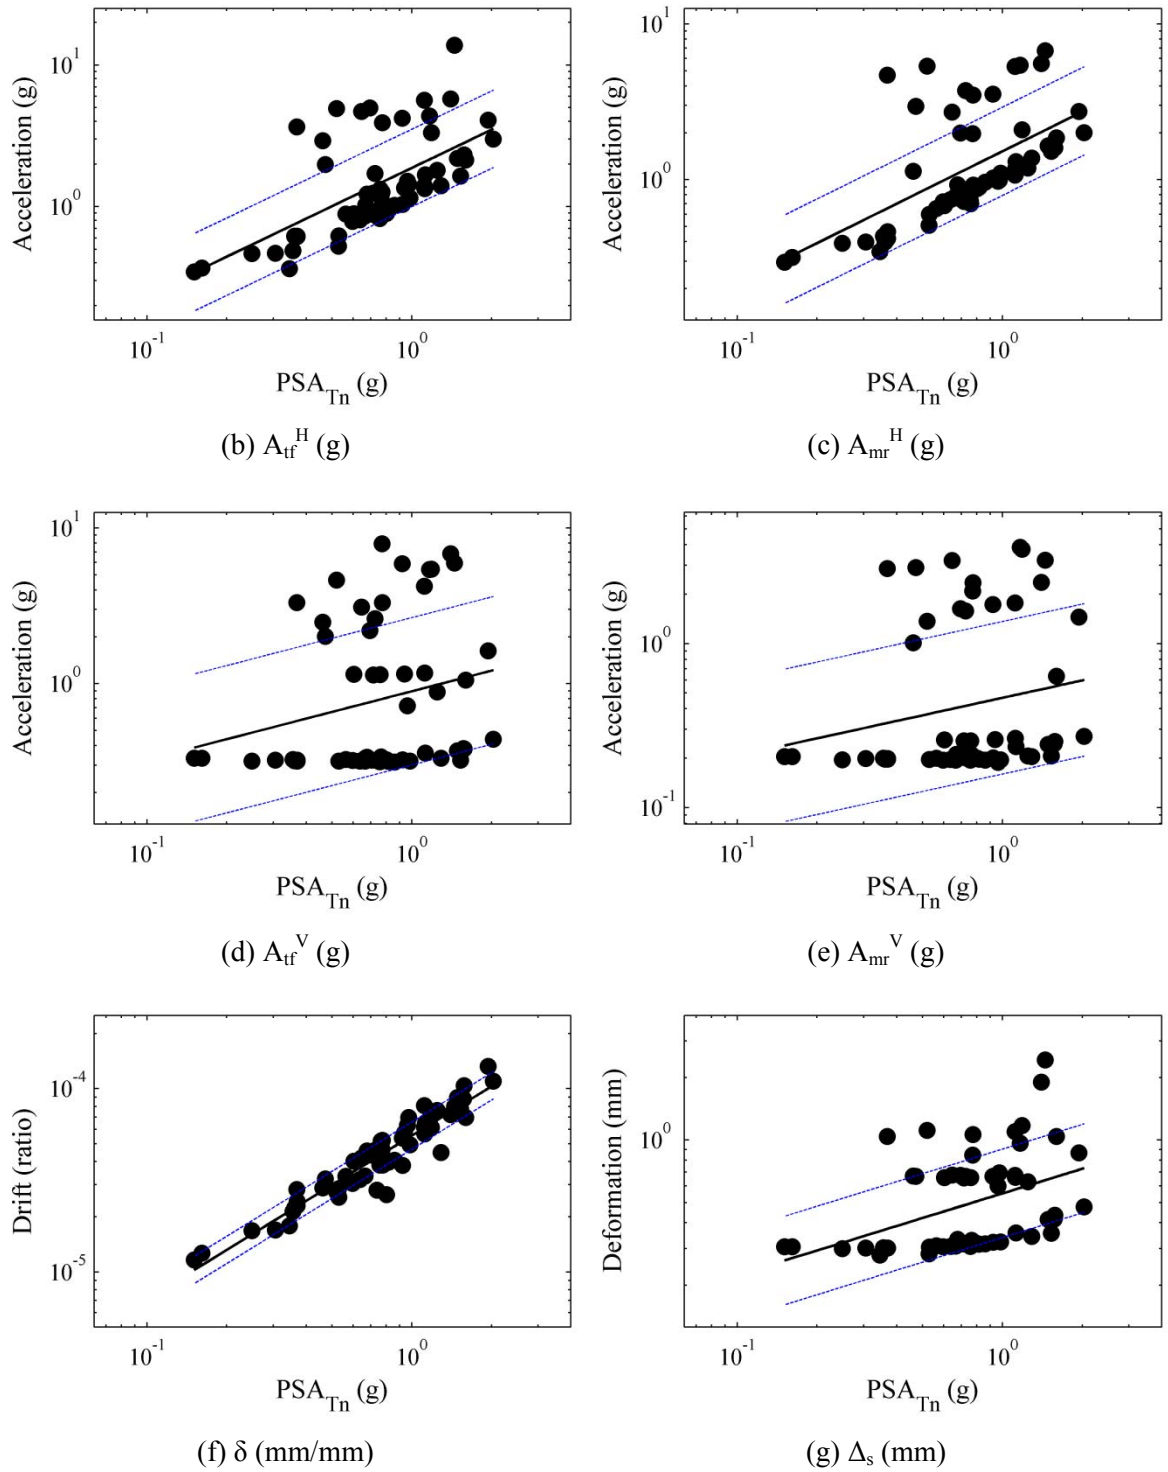 10^1
10^0
Acceleration (g)
10^-1 10^0
PSA_Tn (g)
(b) A_tf^H (g)
10^1
10^0
Acceleration (g)
10^-1 10^0
PSA_Tn (g)
(c) A_mr^H (g)
10^1
10^0
Acceleration (g)
10^-1 10^0
PSA_Tn (g)
(d) A_tf^V (g)
10^0
10^-1
Acceleration (g)
10^-1 10^0
PSA_Tn (g)
(e) A_mr^V (g)
10^-4
10^-5
Drift (ratio)
10^-1 10^0
PSA_Tn (g)
(f) δ (mm/mm)
10^0
Deformation (mm)
10^-1 10^0
PSA_Tn (g)
(g) Δ_s (mm)